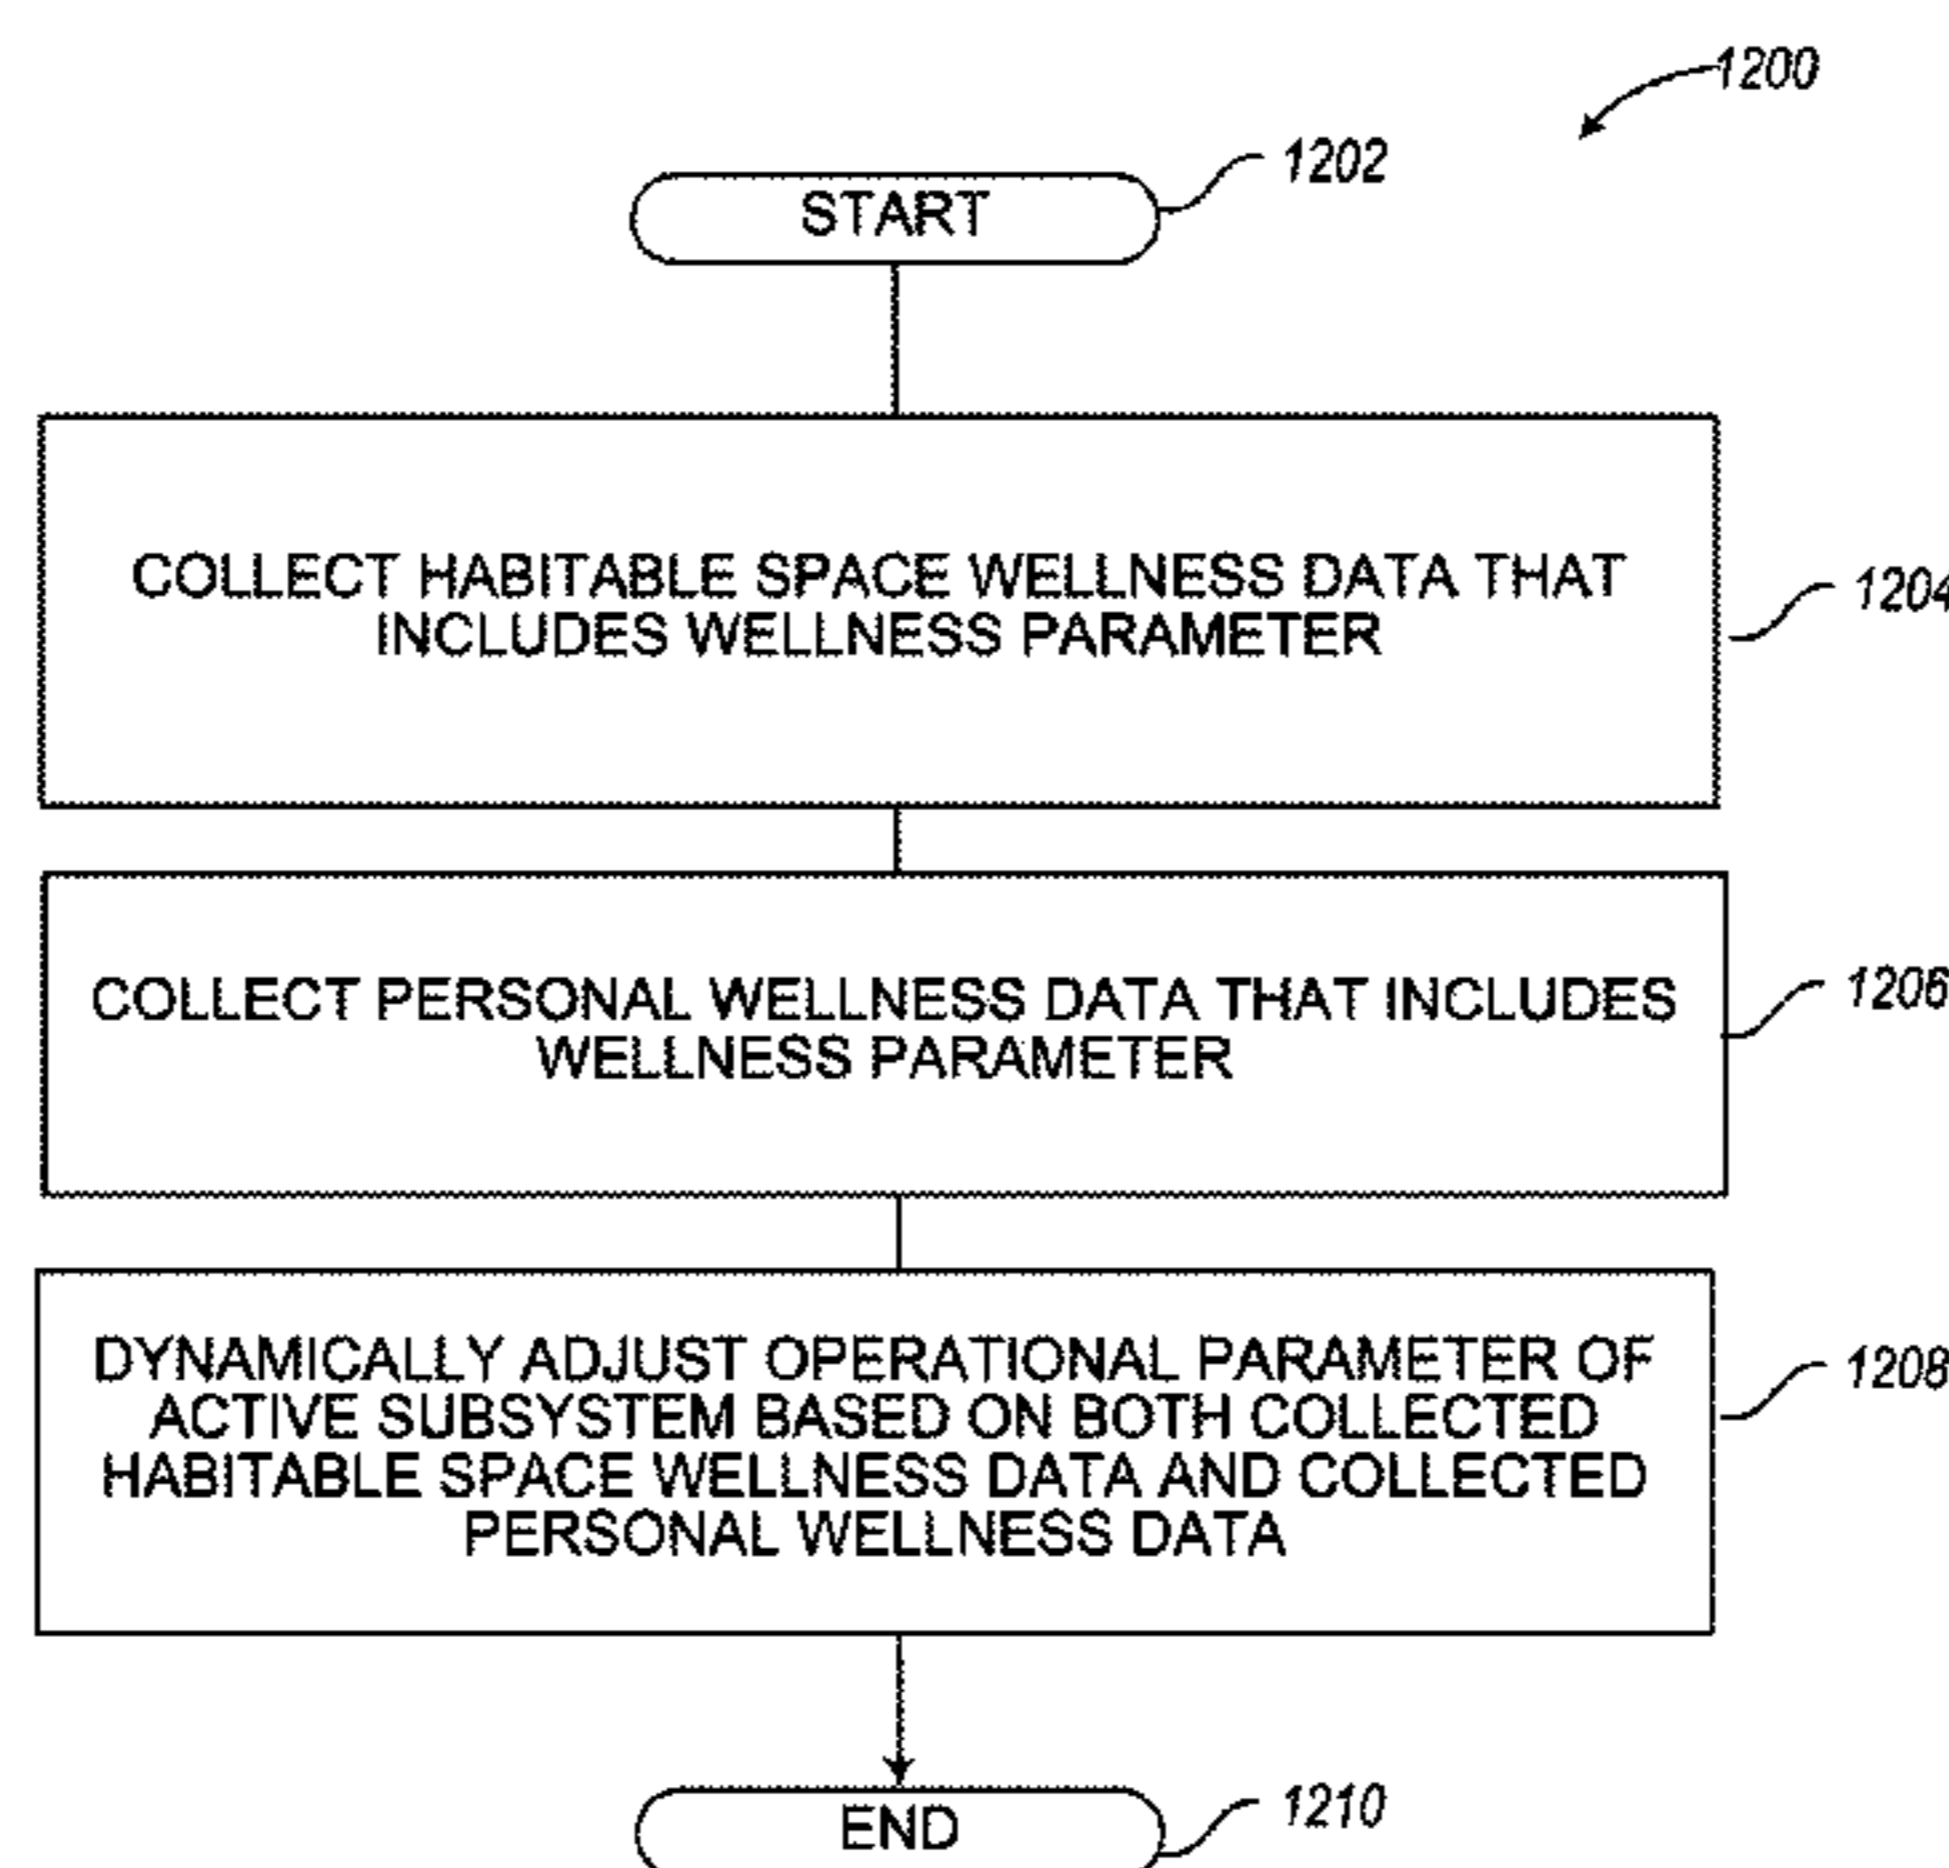 1200
START
1202
COLLECT HABITABLE SPACE WELLNESS DATA THAT
INCLUDES WELLNESS PARAMETER
1204
COLLECT PERSONAL WELLNESS DATA THAT INCLUDES
WELLNESS PARAMETER
1206
DYNAMICALLY ADJUST OPERATIONAL PARAMETER OF
ACTIVE SUBSYSTEM BASED ON BOTH COLLECTED
HABITABLE SPACE WELLNESS DATA AND COLLECTED
PERSONAL WELLNESS DATA
1208
END
1210